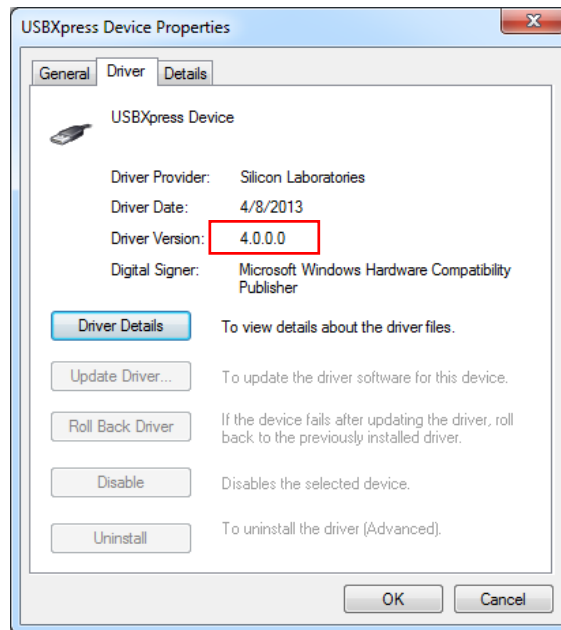 USBXpress Device Properties
General Driver Details
USBXpress Device
Driver Provider: Silicon Laboratories
Driver Date: 4/8/2013
Driver Version: 4.0.0.0
Digital Signer: Microsoft Windows Hardware Compatibility
Publisher
Driver Details To view details about the driver files.
Update Driver... To update the driver software for this device.
Roll Back Driver If the device fails after updating the driver, roll
back to the previously installed driver.
Disable Disables the selected device.
Uninstall To uninstall the driver (Advanced).
OK Cancel